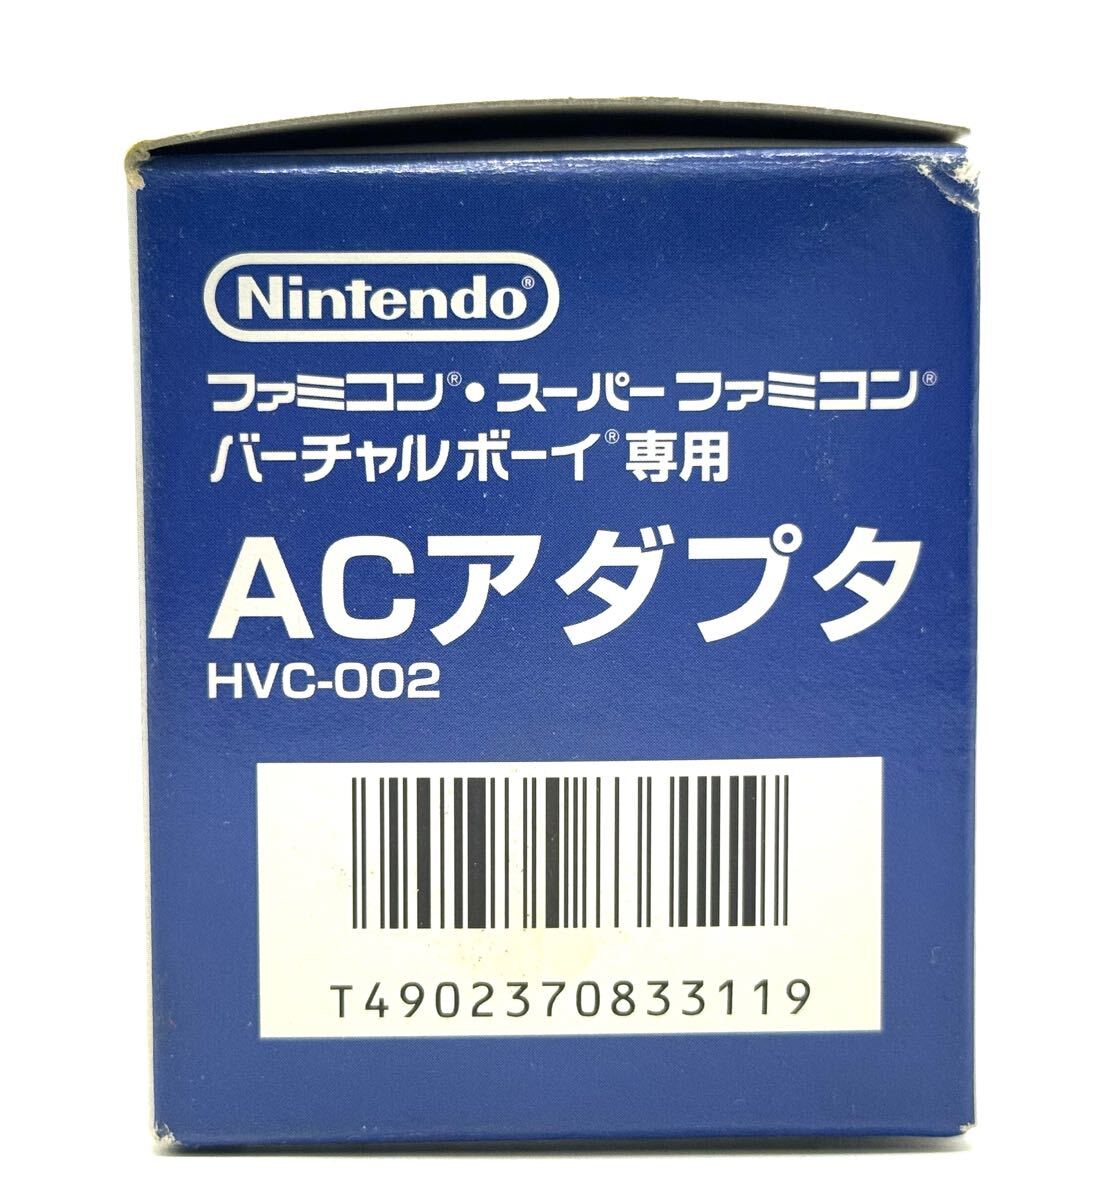 Nintendo®
ファミコン®・スーパーファミコン®
バーチャルボーイ®専用
ACアダプタ
HVC-002
T4902370833119